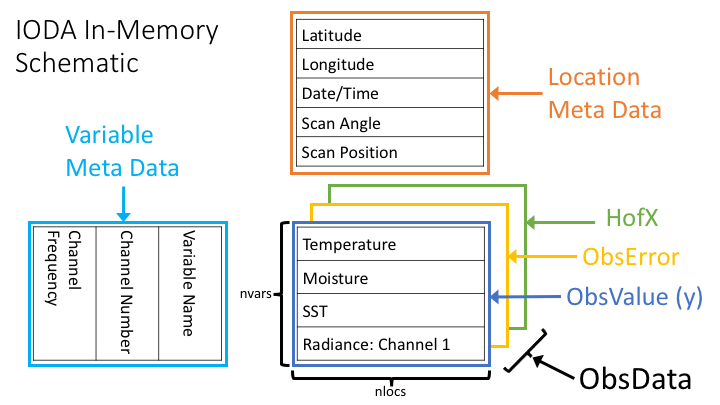 IODA In-Memory
Schematic
Latitude
Longitude
Date/Time
Scan Angle
Scan Position
Location
Meta Data
Variable
Meta Data
Channel
Frequency
Channel Number
Variable Name
nvars
Temperature
Moisture
SST
Radiance: Channel 1
nlocs
HofX
ObsError
ObsValue (y)
ObsData